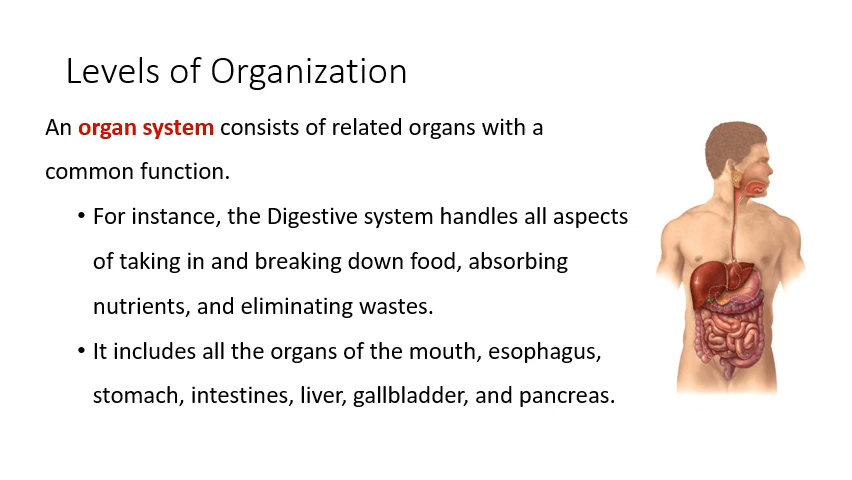 Levels of Organization
An organ system consists of related organs with a
common function.
• For instance, the Digestive system handles all aspects
of taking in and breaking down food, absorbing
nutrients, and eliminating wastes.
• It includes all the organs of the mouth, esophagus,
stomach, intestines, liver, gallbladder, and pancreas.